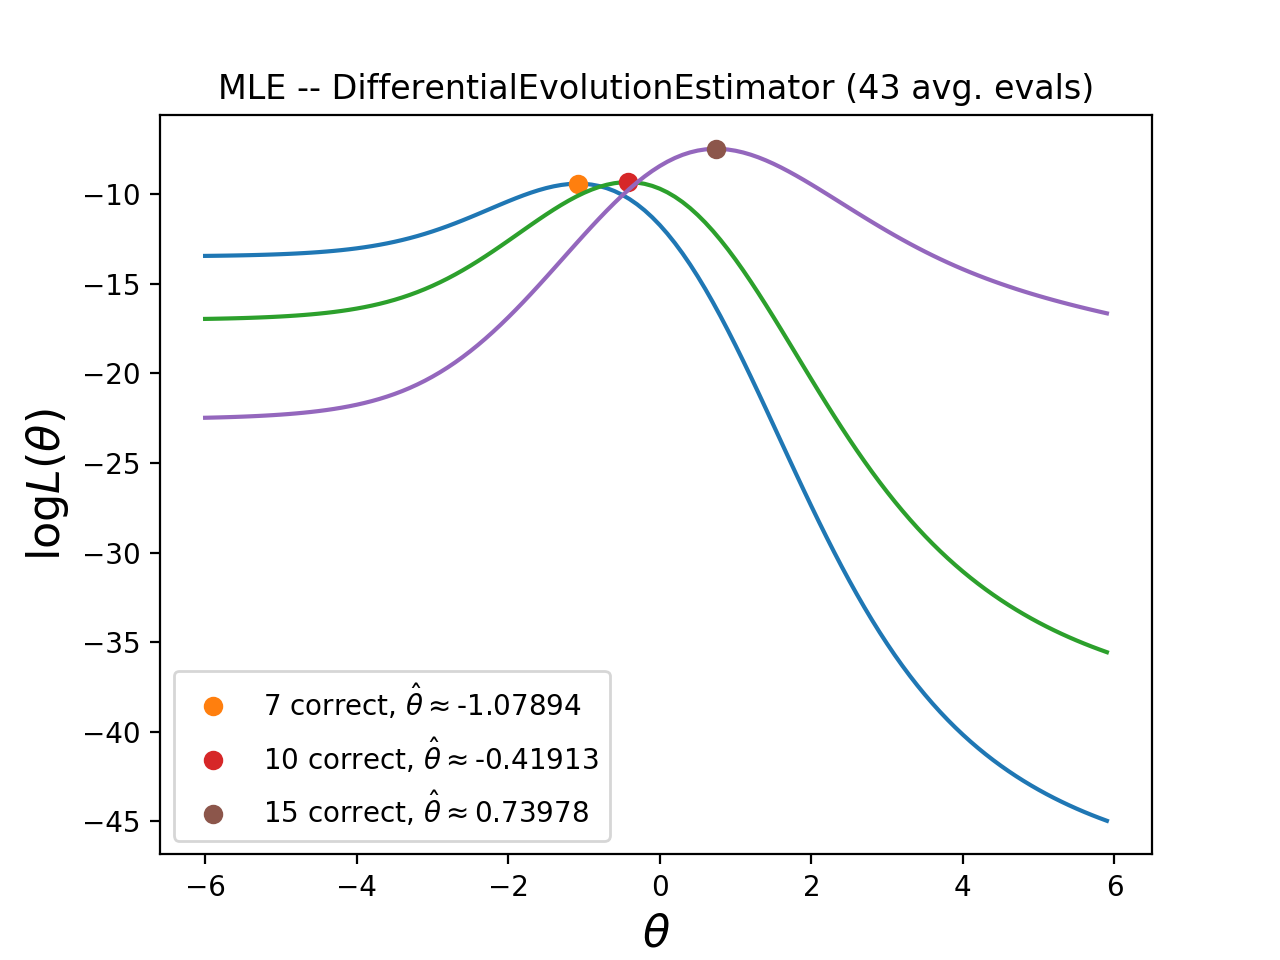 MLE -- DifferentialEvolutionEstimator (43 avg. evals)
logL(θ)
−10
−15
−20
−25
−30
−35
−40
−45
7 correct, θ̂ ≈ -1.07894
10 correct, θ̂ ≈ -0.41913
15 correct, θ̂ ≈ 0.73978
−6 −4 −2 0 2 4 6
θ